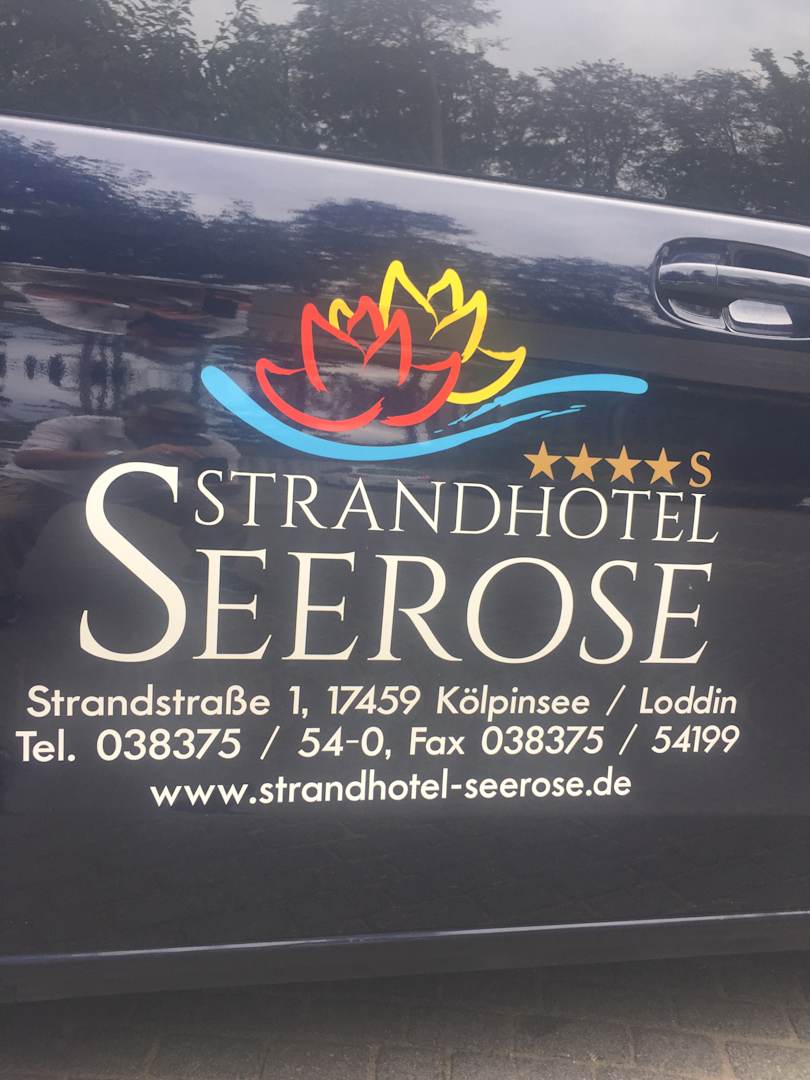 ★★★★S
STRANDHOTEL
SEEROSE
Strandstraße 1, 17459 Kölpinsee / Loddin
Tel. 038375 / 54-0, Fax 038375 / 54199
www.strandhotel-seerose.de